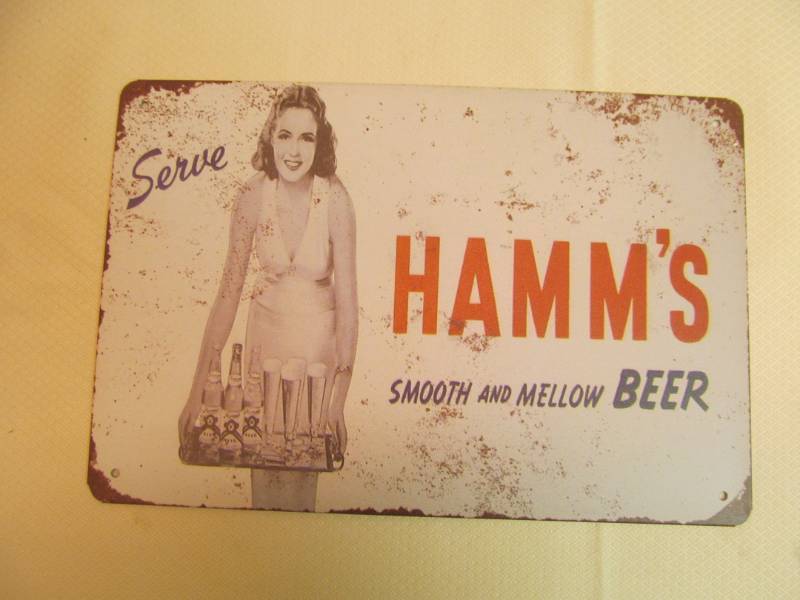 Serve
HAMM'S
SMOOTH AND MELLOW BEER